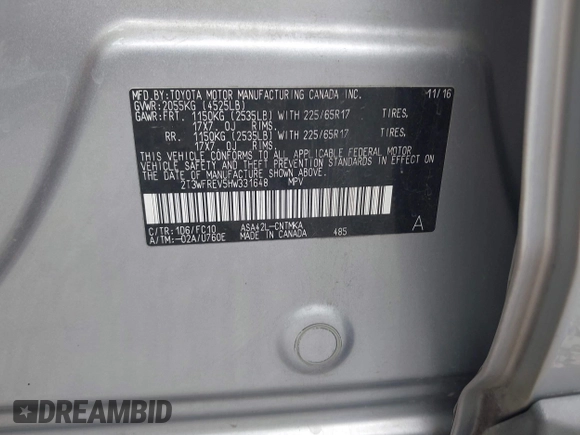 MFD.BY:TOYOTA MOTOR MANUFACTURING CANADA INC. 11/16
GVWR:2055KG (4525LB)
GAWR:FRT. 1150KG (2535LB) WITH 225/65R17 TIRES,
17X7.0J RIMS.
RR. 1150KG (2535LB) WITH 225/65R17 TIRES,
17X7.0J RIMS.
THIS VEHICLE CONFORMS TO ALL APPLICABLE FEDERAL MOTOR
VEHICLE SAFETY AND THEFT PREVENTION STANDARDS IN EFFECT
ON THE DATE OF MANUFACTURE SHOWN ABOVE.
2T3WFREV5HW331648 MPV
C/TR:1D6/FC10 ASA42L-CNTMKA
A/TM:-02A/U760E MADE IN CANADA 485 A
DREAMBID